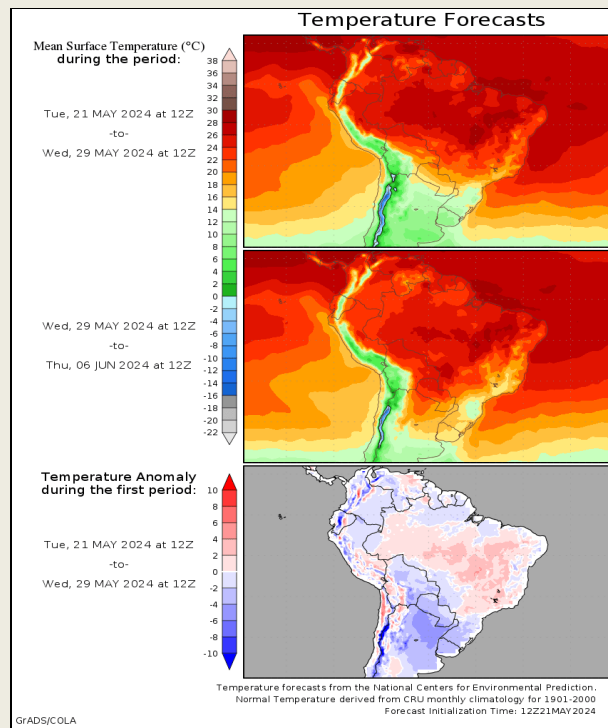 Temperature Forecasts
Mean Surface Temperature (°C)
during the period:
Tue, 21 MAY 2024 at 12Z
-to-
Wed, 29 MAY 2024 at 12Z
38
36
34
32
30
28
26
24
22
20
18
16
14
12
10
8
6
4
2
0
-2
-4
-6
-8
-10
-12
-14
-16
-18
-20
-22
Wed, 29 MAY 2024 at 12Z
-to-
Thu, 06 JUN 2024 at 12Z
Temperature Anomaly
during the first period:
Tue, 21 MAY 2024 at 12Z
-to-
Wed, 29 MAY 2024 at 12Z
10
8
6
4
2
0
-2
-4
-6
-8
-10
Temperature forecasts from the National Centers for Environmental Prediction.
Normal Temperature derived from CRU monthly climatology for 1901-2000
Forecast Initialization Time: 12Z21MAY2024
GrADS/COLA